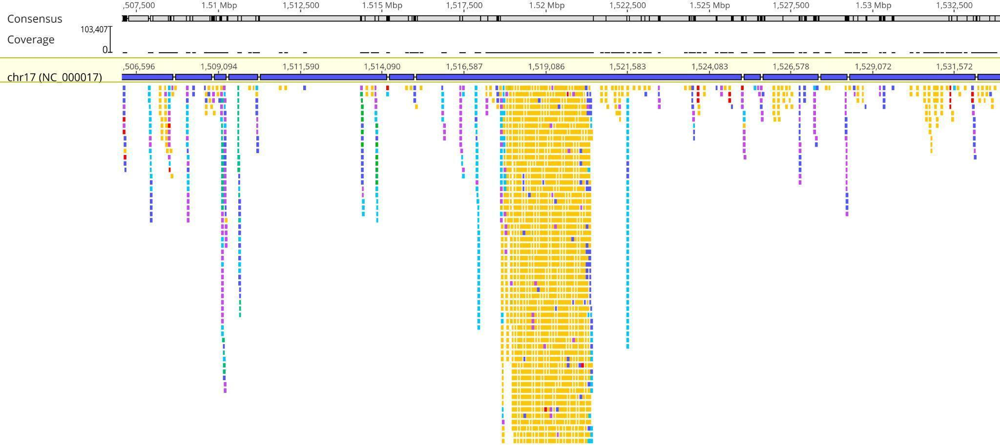 ,507,500 1.51 Mbp 1,512,500 1.515 Mbp 1,517,500 1.52 Mbp 1,522,500 1.525 Mbp 1,527,500 1.53 Mbp 1,532,500
Consensus
103,407
Coverage
0
,506,596 1,509,094 1,511,590 1,514,090 1,516,587 1,519,086 1,521,583 1,524,083 1,526,578 1,529,072 1,531,572
chr17 (NC_000017)